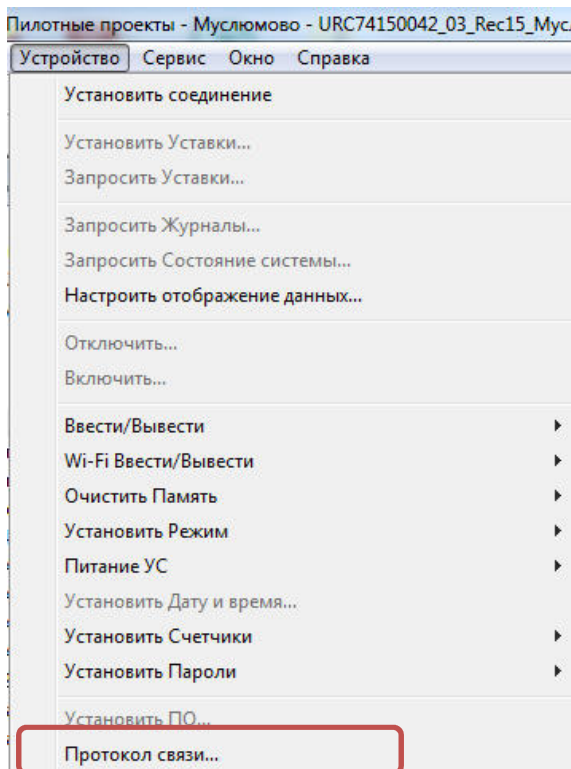 Пилотные проекты - Муслюмово - URC74150042_03_Rec15_Мус
Устройство Сервис Окно Справка
Установить соединение
Установить Уставки...
Запросить Уставки...
Запросить Журналы...
Запросить Состояние системы...
Настроить отображение данных...
Отключить...
Включить...
Ввести/Вывести
Wi-Fi Ввести/Вывести
Очистить Память
Установить Режим
Питание УС
Установить Дату и время...
Установить Счетчики
Установить Пароли
Установить ПО...
Протокол связи...